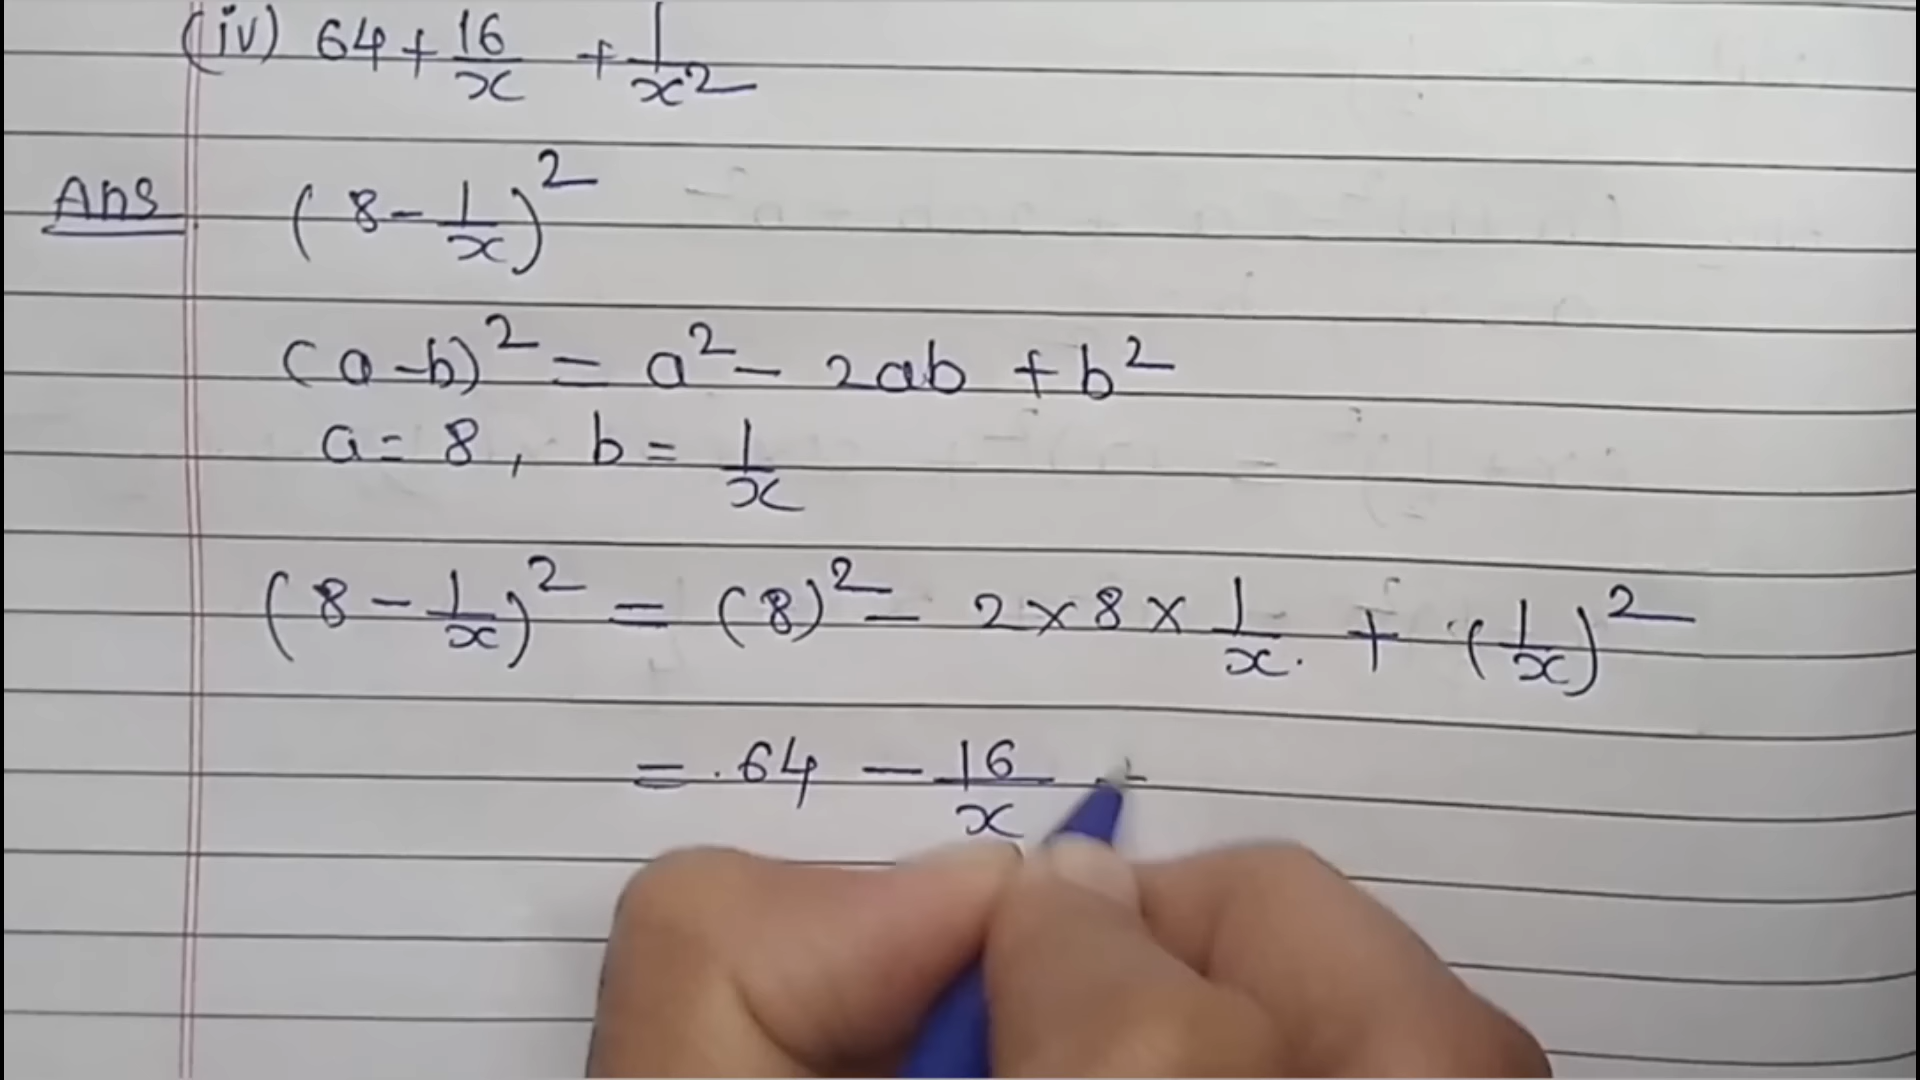 (iv) 64 + 16/x + 1/x²
Ans (8 - 1/x)²
(a-b)² = a² - 2ab + b²
a = 8, b = 1/x
(8 - 1/x)² = (8)² - 2 × 8 × 1/x + (1/x)²
= 64 - 16/x +